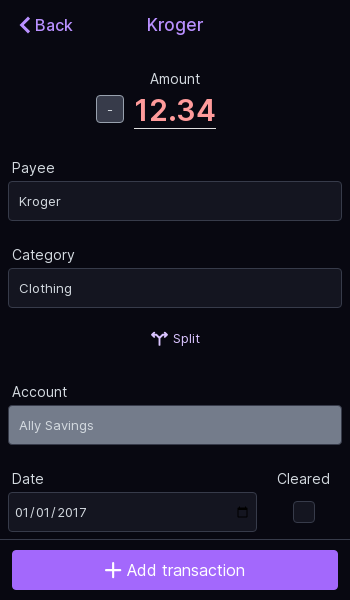 Back
Kroger
Amount
-
12.34
Payee
Kroger
Category
Clothing
Split
Account
Ally Savings
Date
Cleared
01/01/2017
Add transaction